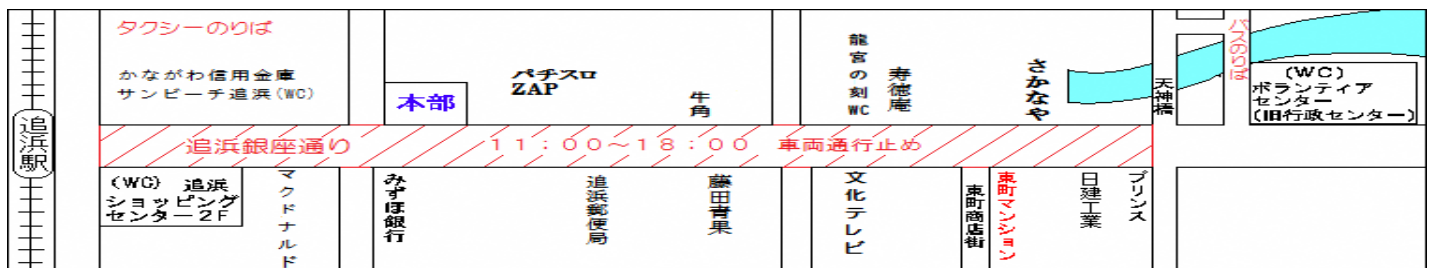 タクシーのりば
かながわ信用金庫
サンビーチ追浜(WC)
本部
パチスロ
ZAP
牛角
龍宮の刻WC
寿徳庵
さかなや
天神橋
バスのりば
(WC)
ボランティア
センター
(旧行政センター)
追浜駅
追浜銀座通り
11:00～18:00 車両通行止め
(WC) 追浜
ショッピング
センター2F
マクドナルド
みずほ銀行
追浜郵便局
藤田青果
文化テレビ
東町商店街
東町マンション
日建工業
プリンス